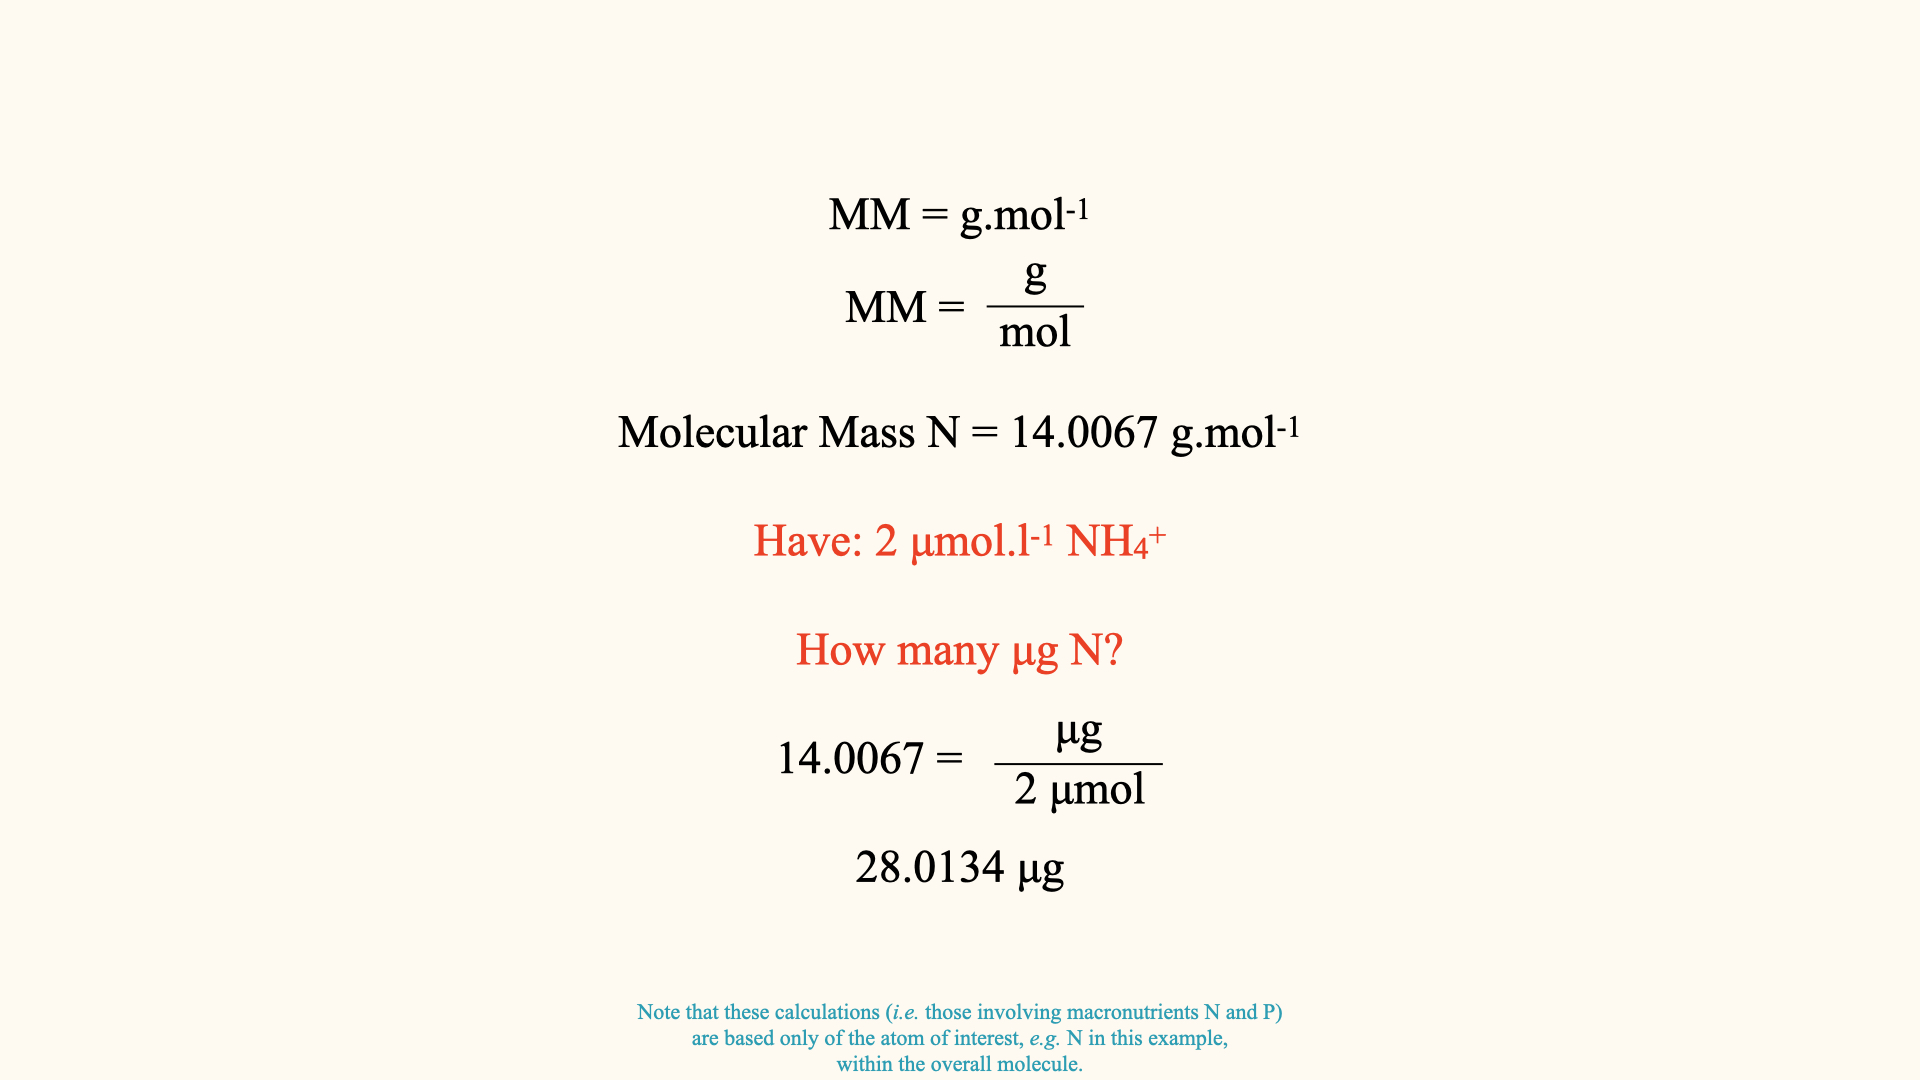 MM = g.mol⁻¹
MM = g
mol
Molecular Mass N = 14.0067 g.mol⁻¹
Have: 2 µmol.l⁻¹ NH₄⁺
How many µg N?
14.0067 = µg
2 µmol
28.0134 µg
Note that these calculations (i.e. those involving macronutrients N and P)
are based only of the atom of interest, e.g. N in this example,
within the overall molecule.